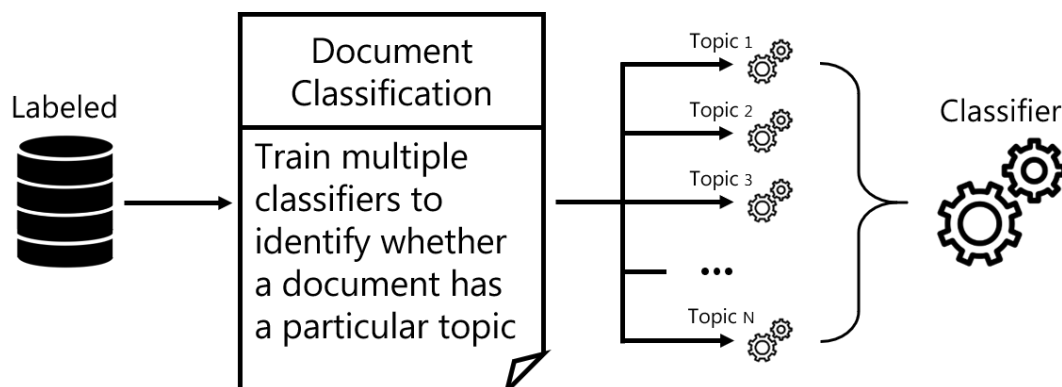 Labeled
Document
Classification
Train multiple
classifiers to
identify whether
a document has
a particular topic
Topic 1
Topic 2
Topic 3
...
Topic N
Classifier